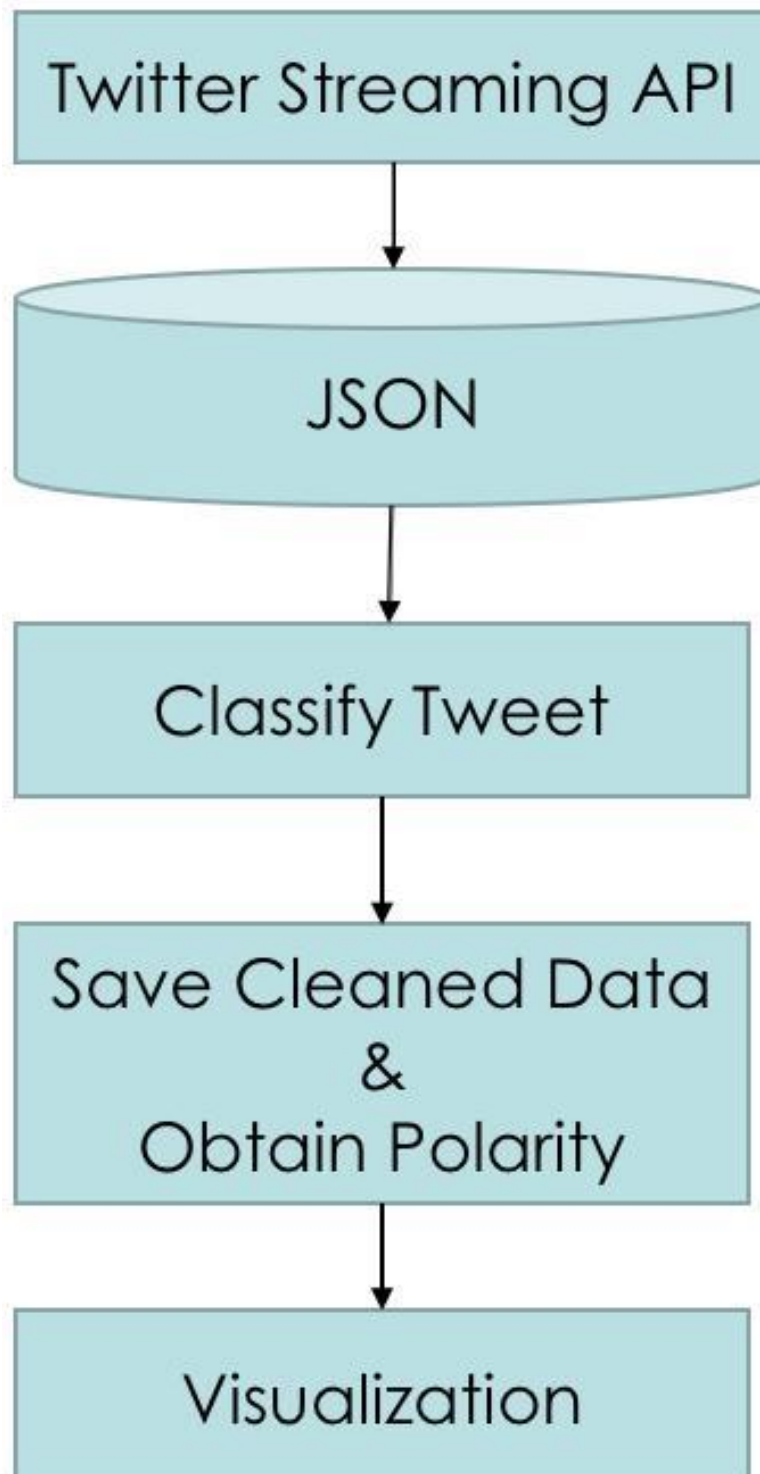 Twitter Streaming API
JSON
Classify Tweet
Save Cleaned Data
&
Obtain Polarity
Visualization